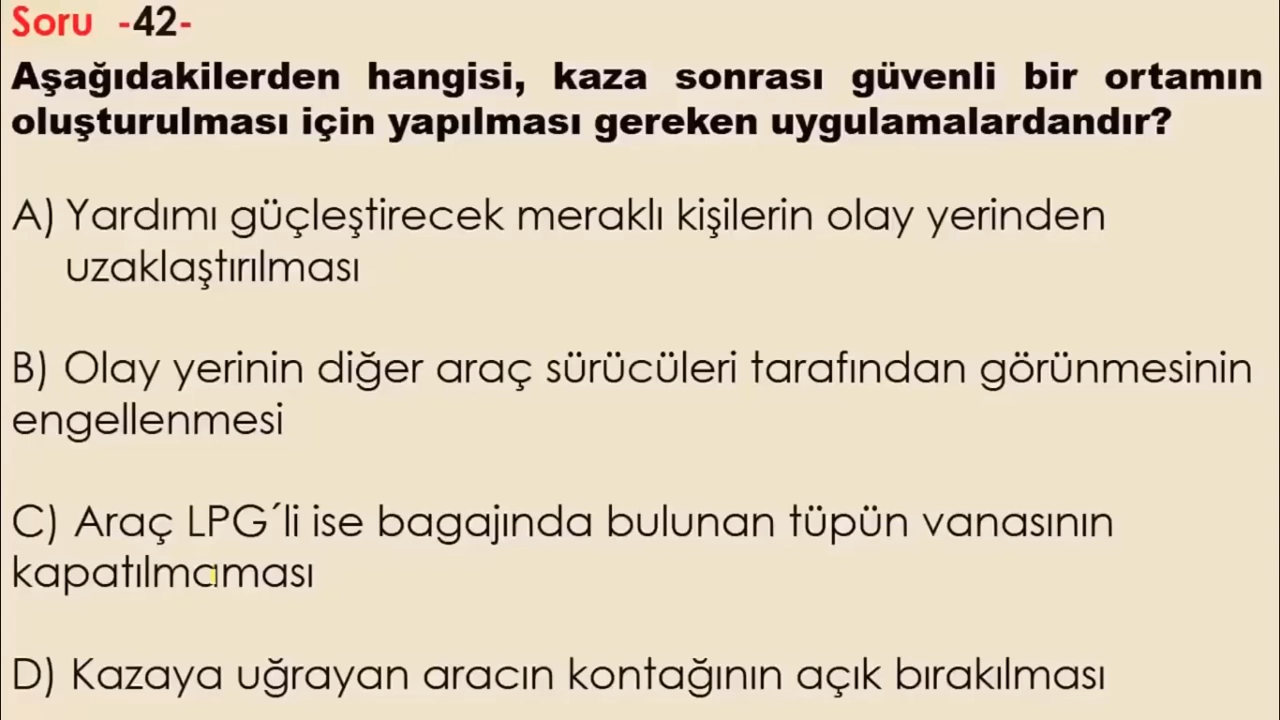 Soru -42-
Aşağıdakilerden hangisi, kaza sonrası güvenli bir ortamın
oluşturulması için yapılması gereken uygulamalardandır?
A) Yardımı güçleştirecek meraklı kişilerin olay yerinden
uzaklaştırılması
B) Olay yerinin diğer araç sürücüleri tarafından görünmesinin
engellenmesi
C) Araç LPG´li ise bagajında bulunan tüpün vanasının
kapatılmaması
D) Kazaya uğrayan aracın kontağının açık bırakılması